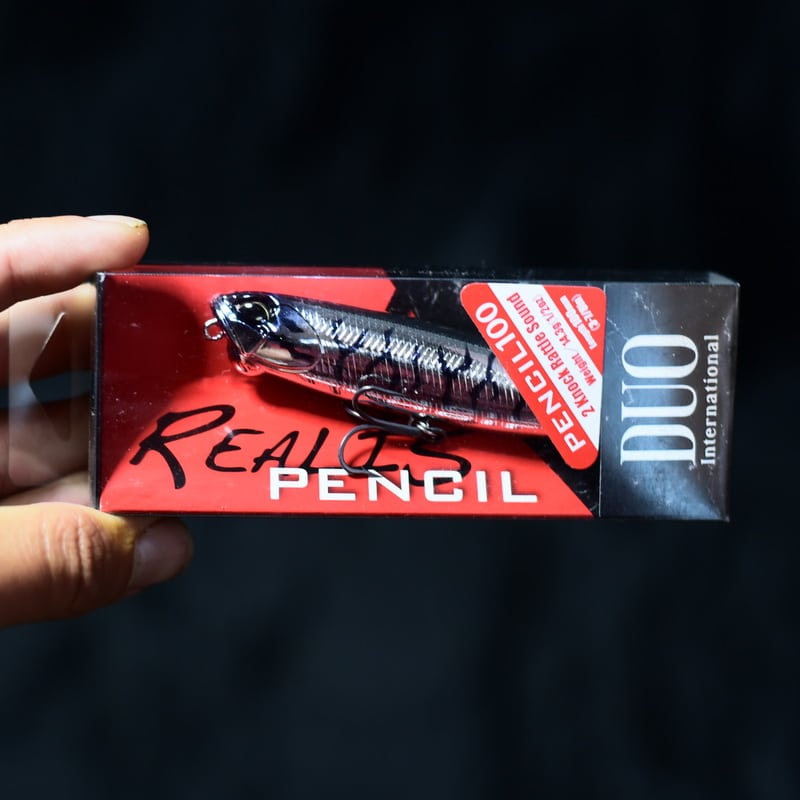 REALIS
PENCIL
PENCIL100
2 Knock Rattle Sound
Weight / 14.3g 1/2oz.
DUO
International